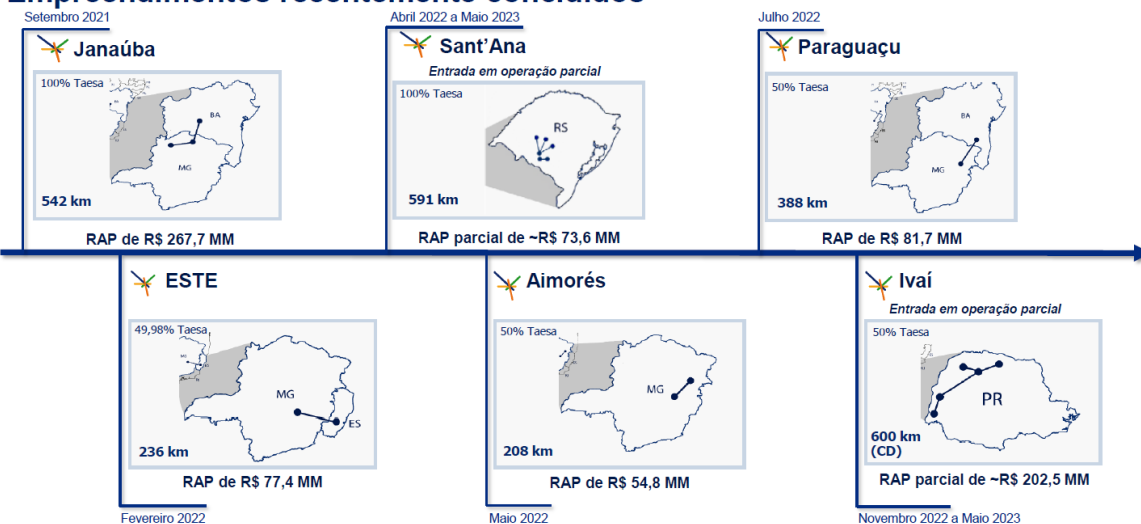 Empreendimentos recentemente concluídos
Setembro 2021
Janaúba
100% Taesa
BA
MG
542 km
RAP de R$ 267,7 MM
Abril 2022 a Maio 2023
Sant'Ana
Entrada em operação parcial
100% Taesa
RS
591 km
RAP parcial de ~R$ 73,6 MM
Julho 2022
Paraguaçu
50% Taesa
BA
MG
388 km
RAP de R$ 81,7 MM
ESTE
49,98% Taesa
MG
ES
236 km
RAP de R$ 77,4 MM
Fevereiro 2022
Aimorés
50% Taesa
MG
208 km
RAP de R$ 54,8 MM
Maio 2022
Ivaí
Entrada em operação parcial
50% Taesa
PR
600 km
(CD)
RAP parcial de ~R$ 202,5 MM
Novembro 2022 a Maio 2023